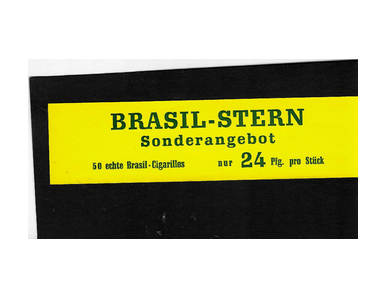 BRASIL-STERN
Sonderangebot
50 echte Brasil-Cigarillos nur 24 Pfg. pro Stück